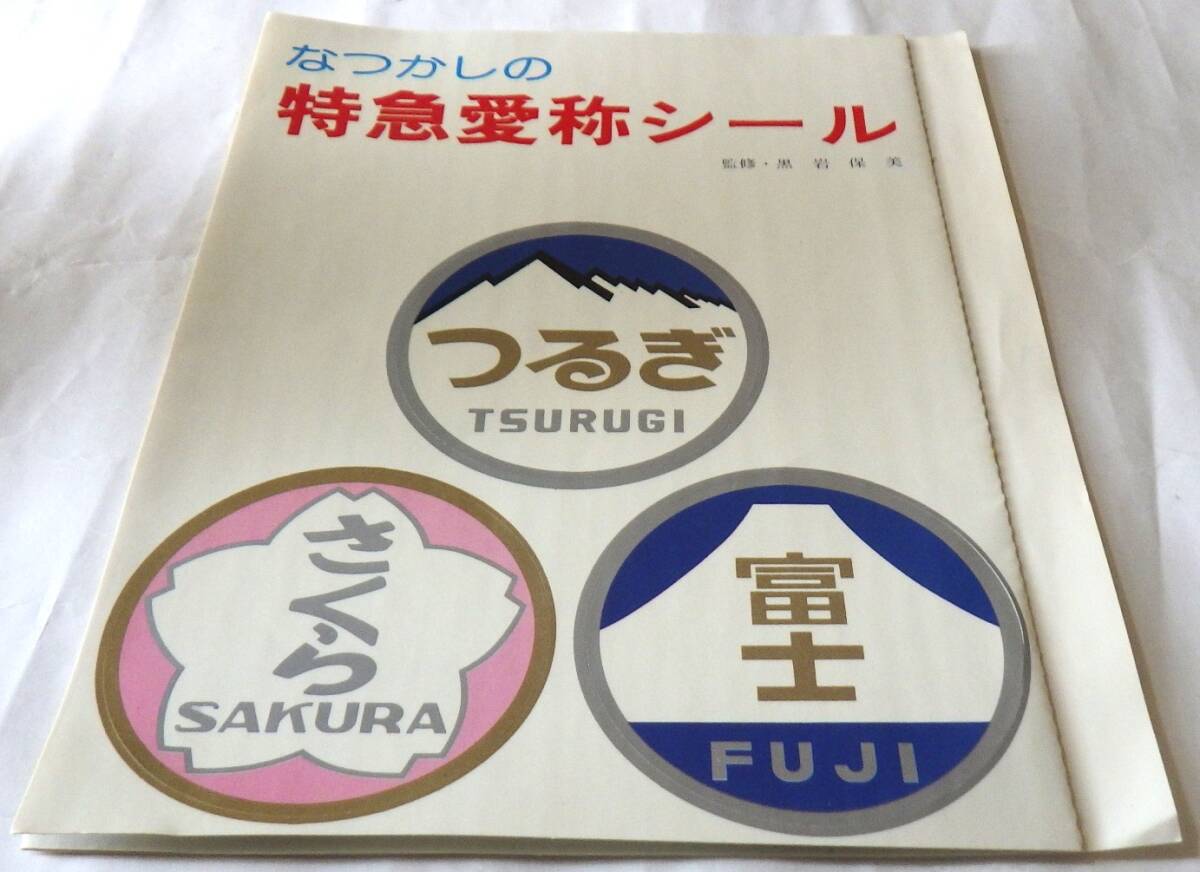 なつかしの
特急愛称シール
監修・黒 岩 保 美
つるぎ
TSURUGI
さくら
SAKURA
富士
FUJI